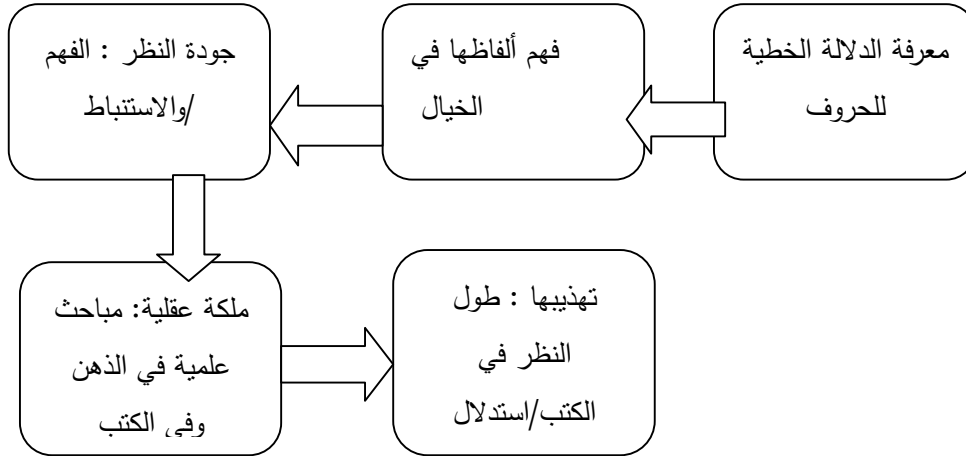 معرفة الدلالة الخطية
للحروف
فهم ألفاظها في
الخيال
جودة النظر : الفهم
والاستنباط/
ملكة عقلية: مباحث
علمية في الذهن
وفي الكتب
تهذيبها : طول
النظر في
الكتب/استدلال